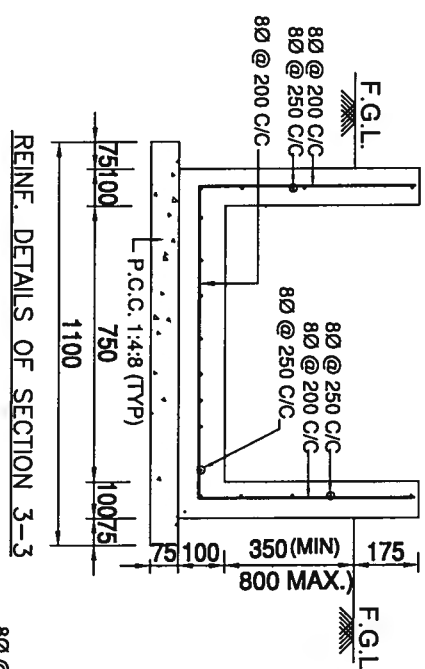 F.G.L.
8Ø @ 200 C/C
8Ø @ 250 C/C
8Ø @ 200 C/C
8Ø @ 250 C/C
8Ø @ 200 C/C
8Ø @ 250 C/C
F.G.L
175
350(MIN)
800 MAX.)
100
75
P.C.C. 1:4:8 (TYP)
75 100 750 100 75
1100
REINF. DETAILS OF SECTION 3-3